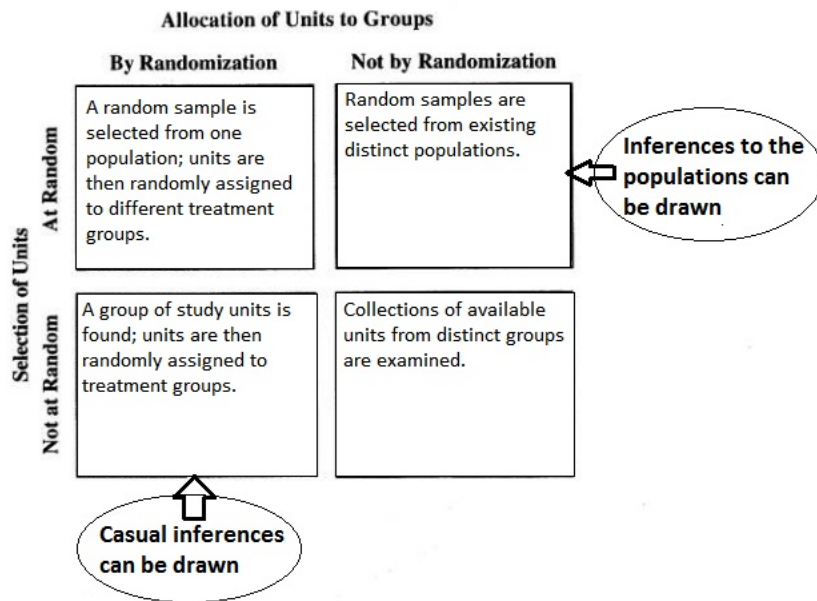 Allocation of Units to Groups
By Randomization
Not by Randomization
Selection of Units
At Random
A random sample is
selected from one
population; units are
then randomly assigned
to different treatment
groups.
Random samples are
selected from existing
distinct populations.
Inferences to the
populations can
be drawn
Not at Random
A group of study units is
found; units are then
randomly assigned to
treatment groups.
Collections of available
units from distinct groups
are examined.
Casual inferences
can be drawn